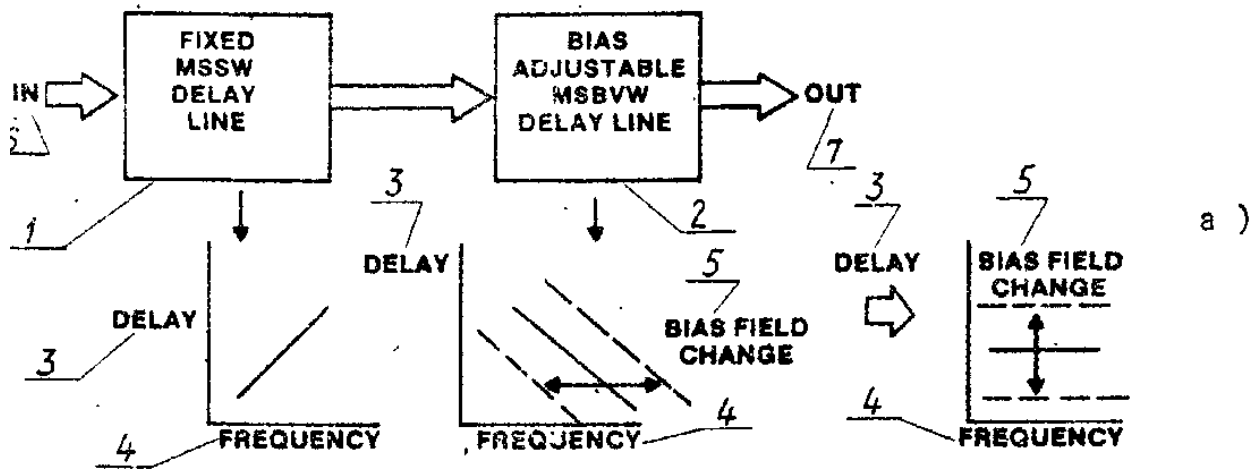 FIXED
MSSW
DELAY
LINE
BIAS
ADJUSTABLE
MSBVW
DELAY LINE
IN
OUT
7
1
2
3
DELAY
3
DELAY
5
BIAS FIELD
CHANGE
3
DELAY
5
BIAS FIELD
CHANGE
a )
4
FREQUENCY
FREQUENCY
4
4
FREQUENCY